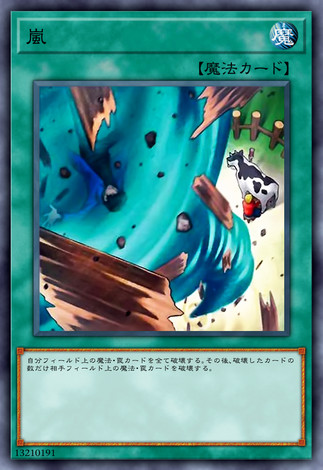 嵐
魔
【魔法カード】
自分フィールド上の魔法・罠カードを全て破壊する。その後、破壊したカードの
数だけ相手フィールド上の魔法・罠カードを破壊する。
13210191